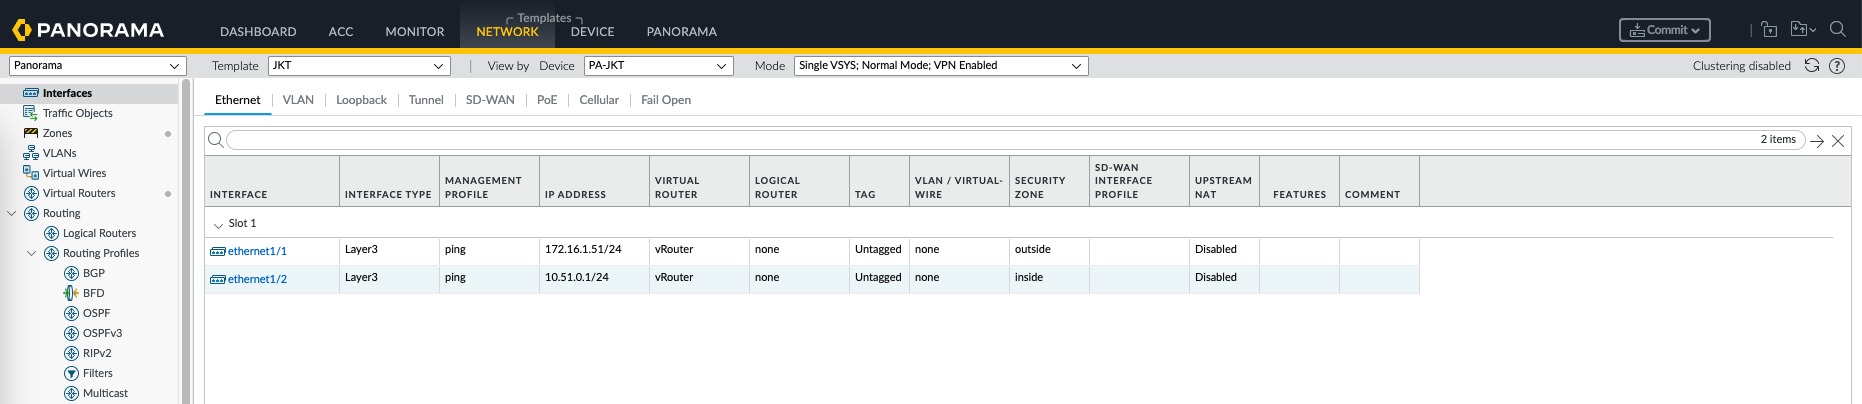 Templates
PANORAMA DASHBOARD ACC MONITOR NETWORK DEVICE PANORAMA Commit
Panorama Template JKT View by Device PA-JKT Mode Single VSYS; Normal Mode; VPN Enabled Clustering disabled
Interfaces
Traffic Objects
Zones
VLANs
Virtual Wires
Virtual Routers
Routing
Logical Routers
Routing Profiles
BGP
BFD
OSPF
OSPFv3
RIPv2
Filters
Multicast
Ethernet VLAN Loopback Tunnel SD-WAN PoE Cellular Fail Open
2 items
INTERFACE INTERFACE TYPE MANAGEMENT PROFILE IP ADDRESS VIRTUAL ROUTER LOGICAL ROUTER TAG VLAN / VIRTUAL-WIRE SECURITY ZONE SD-WAN INTERFACE PROFILE UPSTREAM NAT FEATURES COMMENT
Slot 1
ethernet1/1 Layer3 ping 172.16.1.51/24 vRouter none Untagged none outside Disabled
ethernet1/2 Layer3 ping 10.51.0.1/24 vRouter none Untagged none inside Disabled